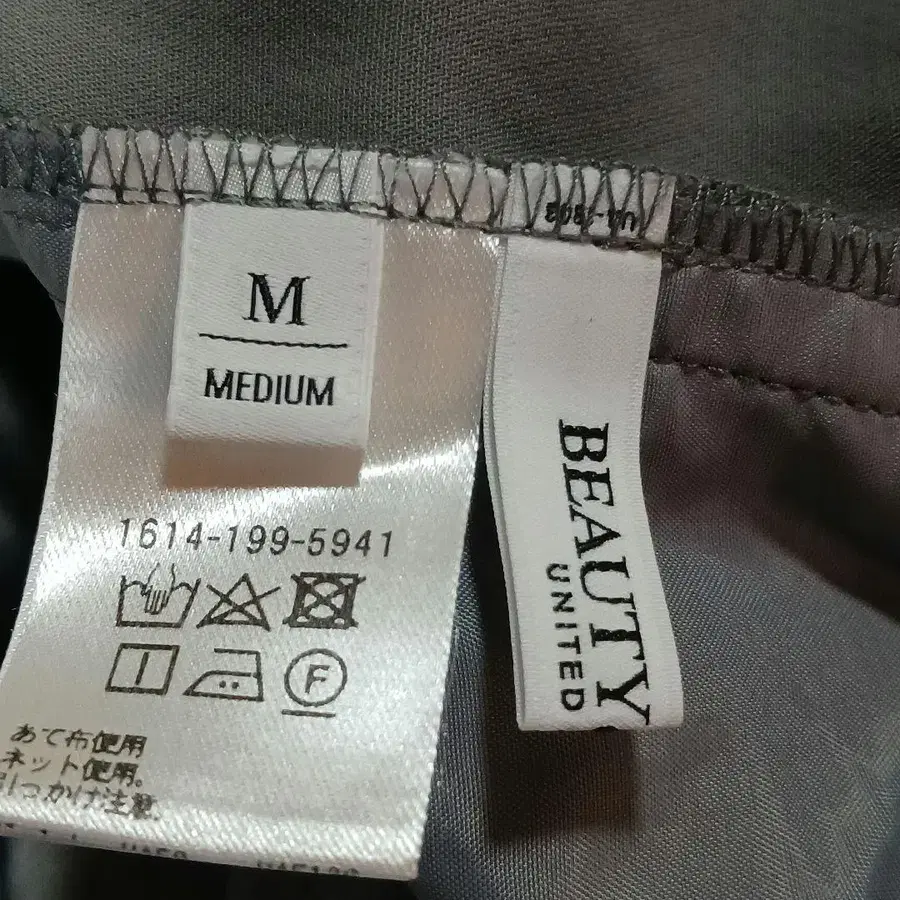 M
MEDIUM
1614-199-5941
F
あて布使用
ネット使用。
引っかけ注意
BEAUTY
UNITED